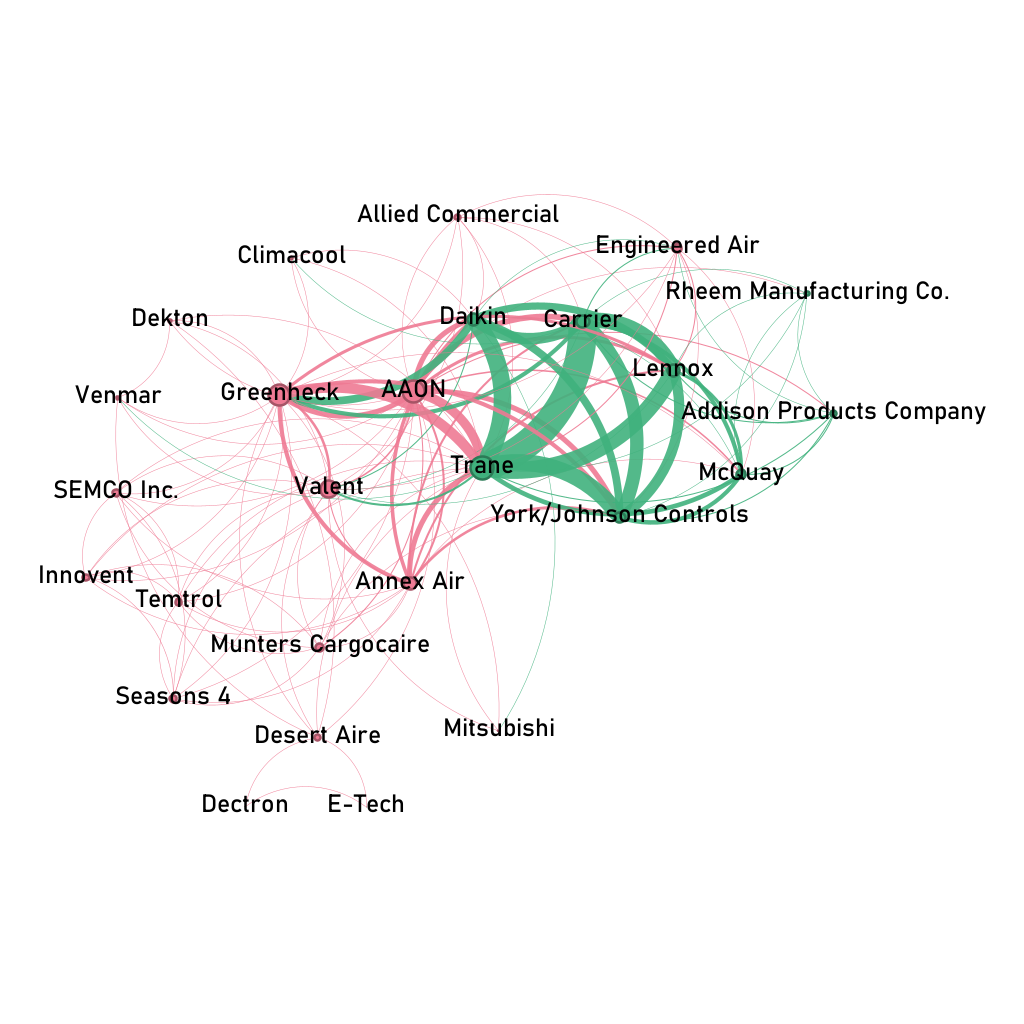 Allied Commercial
Climacool
Engineered Air
Rheem Manufacturing Co.
Dekton
Daikin
Carrier
Lennox
Venmar
Greenheck
AAON
Addison Products Company
Trane
McQuay
SEMCO Inc.
Valent
York/Johnson Controls
Innovent
Temtrol
Annex Air
Munters Cargocaire
Seasons 4
Desert Aire
Mitsubishi
Dectron
E-Tech